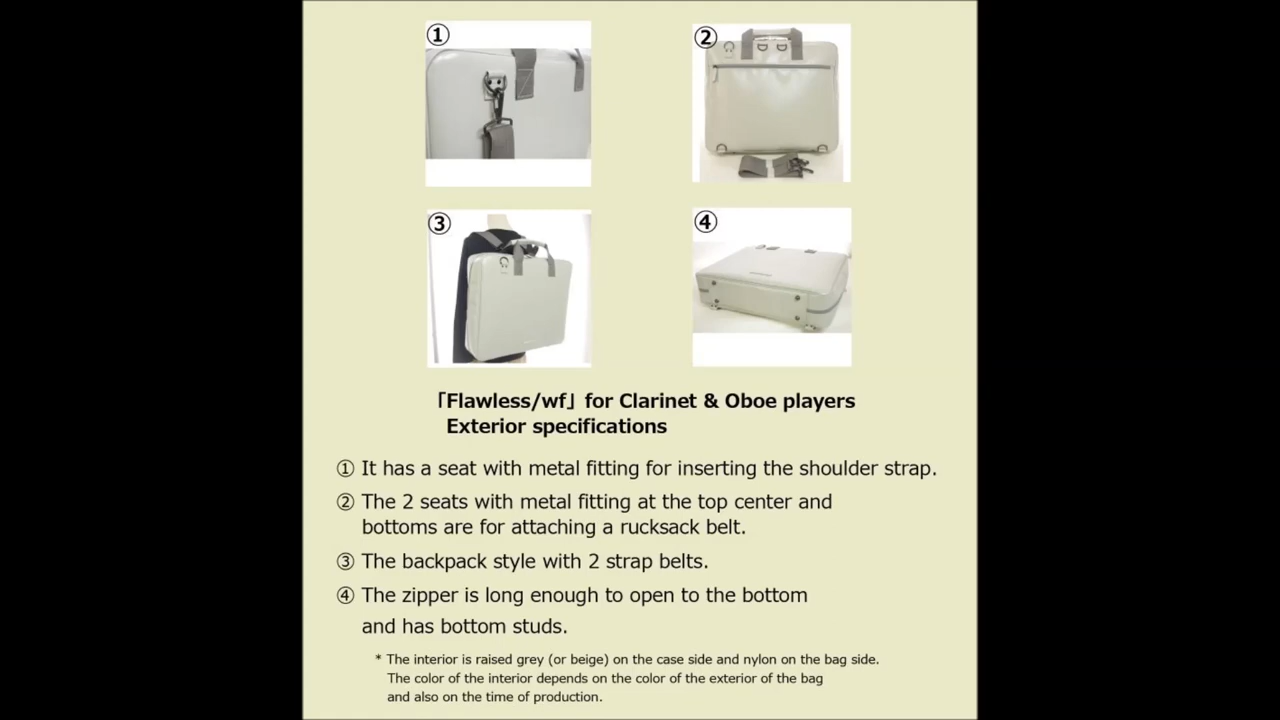 ①
②
③
④
「Flawless/wf」 for Clarinet & Oboe players
Exterior specifications
① It has a seat with metal fitting for inserting the shoulder strap.
② The 2 seats with metal fitting at the top center and
bottoms are for attaching a rucksack belt.
③ The backpack style with 2 strap belts.
④ The zipper is long enough to open to the bottom
and has bottom studs.
* The interior is raised grey (or beige) on the case side and nylon on the bag side.
The color of the interior depends on the color of the exterior of the bag
and also on the time of production.